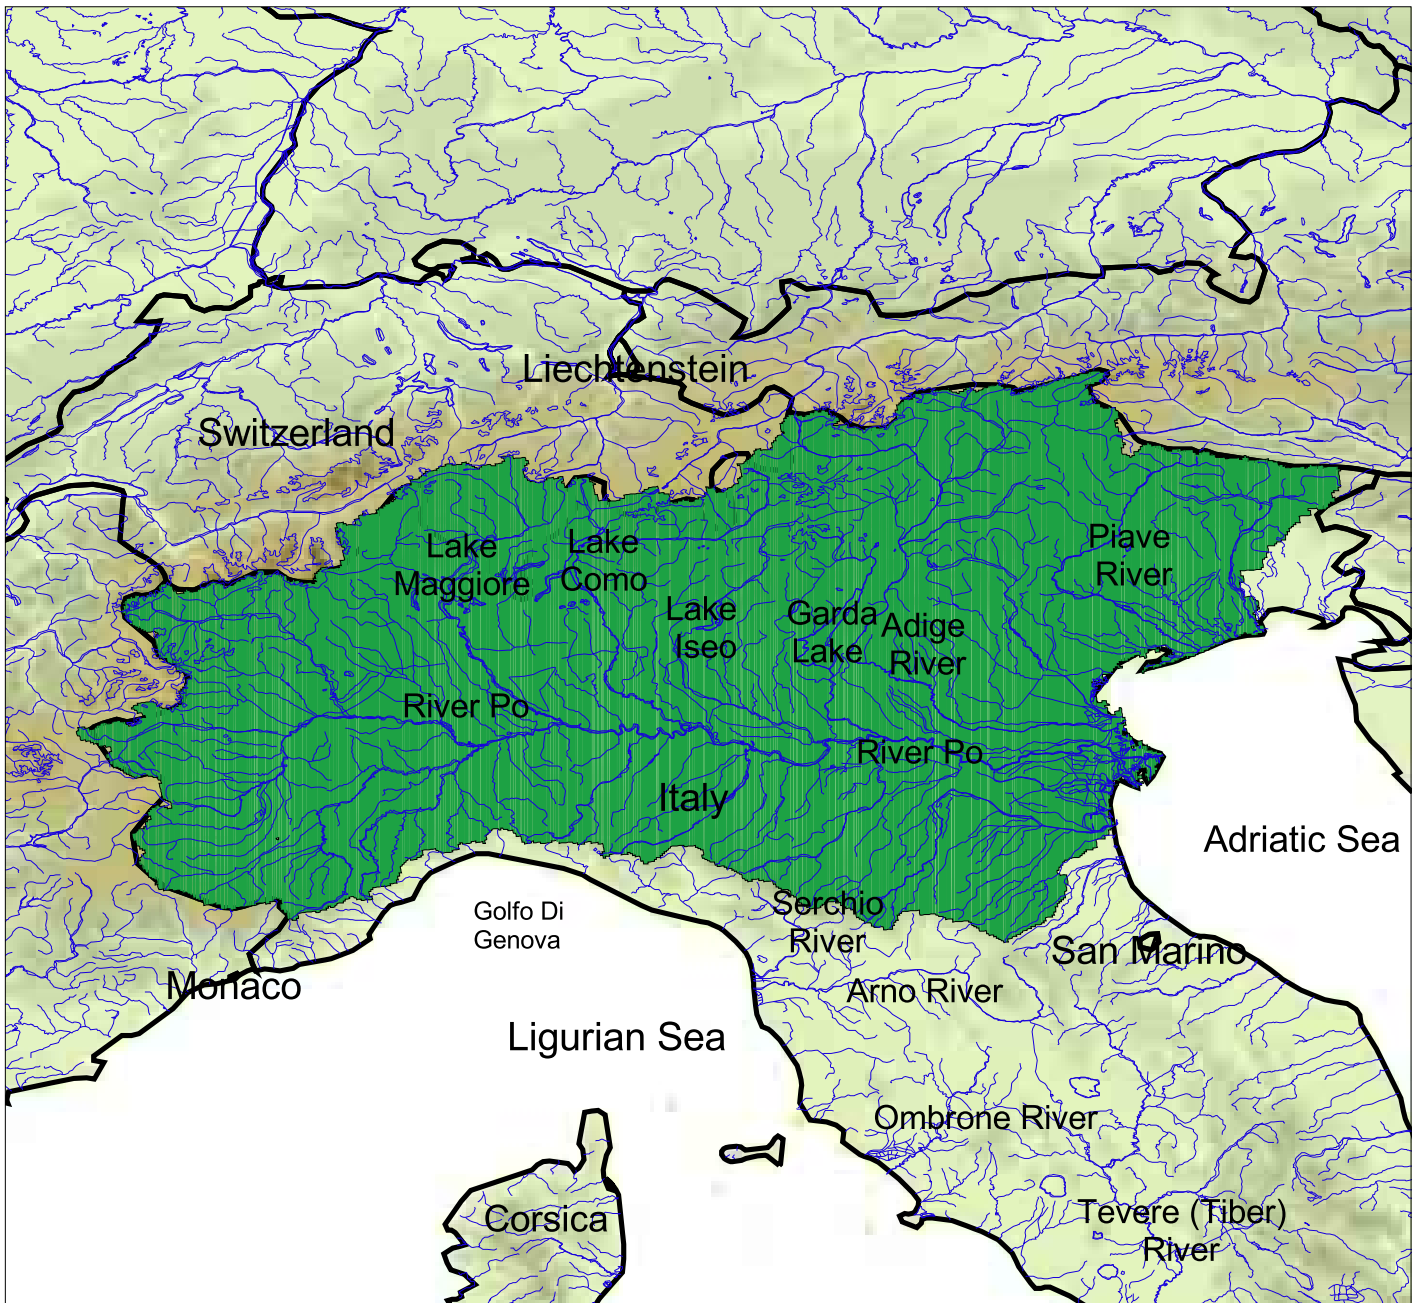 Liechtenstein
Switzerland
Lake
Maggiore
Lake
Como
Piave
River
Lake
Iseo
Garda
Lake
Adige
River
River Po
River Po
Italy
Adriatic Sea
Serchio
River
Golfo Di
Genova
San Marino
Monaco
Arno River
Ligurian Sea
Ombrone River
Corsica
Tevere (Tiber)
River